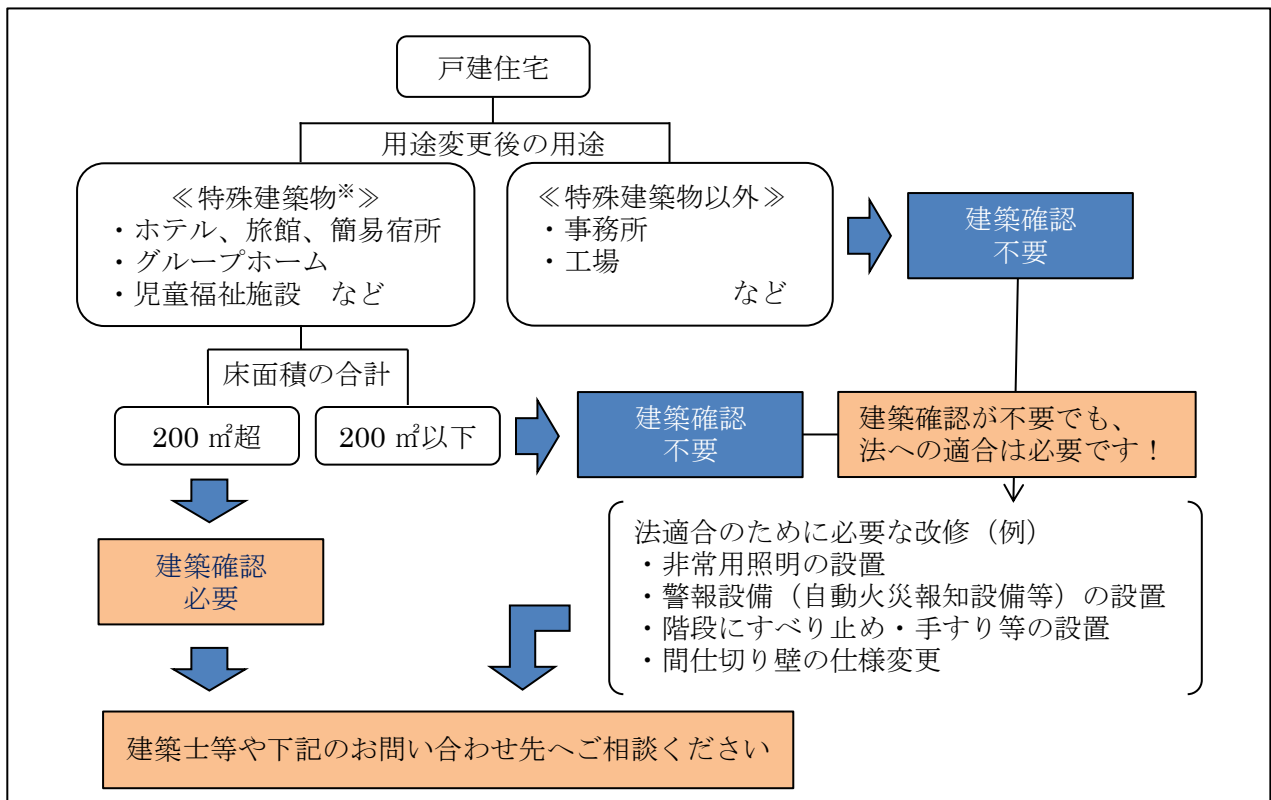 戸建住宅
用途変更後の用途
≪特殊建築物※≫
・ホテル、旅館、簡易宿所
・グループホーム
・児童福祉施設　など
≪特殊建築物以外≫
・事務所
・工場
など
建築確認
不要
床面積の合計
200 ㎡超
200 ㎡以下
建築確認
不要
建築確認が不要でも、
法への適合は必要です！
建築確認
必要
法適合のために必要な改修（例）
・非常用照明の設置
・警報設備（自動火災報知設備等）の設置
・階段にすべり止め・手すり等の設置
・間仕切り壁の仕様変更
建築士等や下記のお問い合わせ先へご相談ください